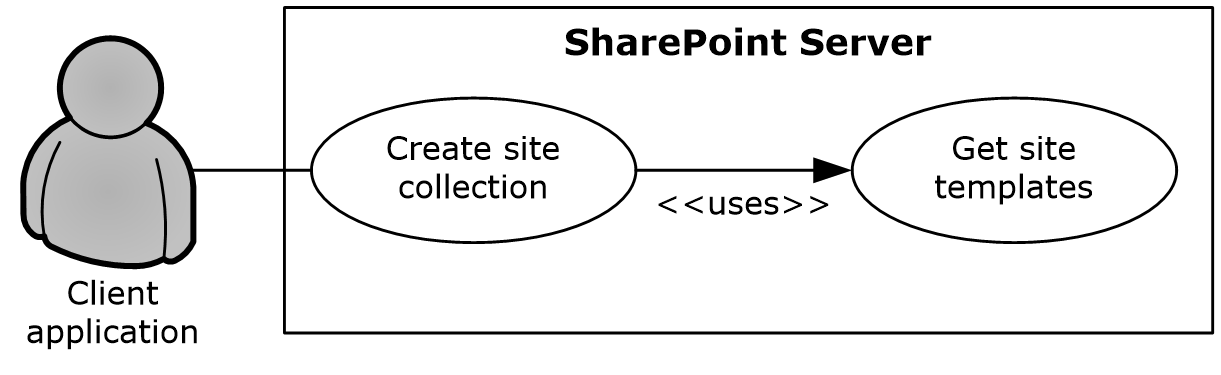 SharePoint Server
Create site
collection
<<uses>>
Get site
templates
Client
application